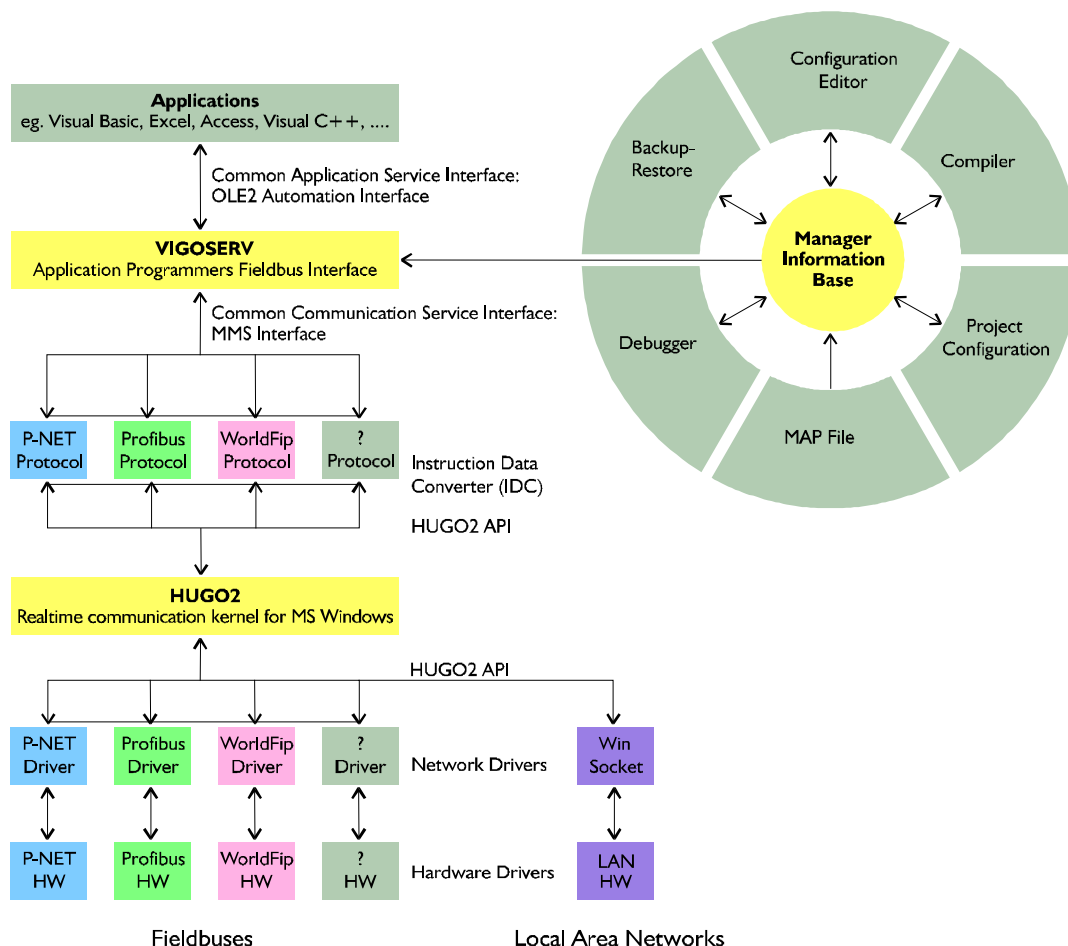 Applications
eg. Visual Basic, Excel, Access, Visual C++, ....
Common Application Service Interface:
OLE2 Automation Interface
VIGOSERV
Application Programmers Fieldbus Interface
Common Communication Service Interface:
MMS Interface
P-NET
Protocol
Profibus
Protocol
WorldFip
Protocol
?
Protocol
Instruction Data
Converter (IDC)
HUGO2 API
HUGO2
Realtime communication kernel for MS Windows
HUGO2 API
P-NET
Driver
Profibus
Driver
WorldFip
Driver
?
Driver
Network Drivers
Win
Socket
P-NET
HW
Profibus
HW
WorldFip
HW
?
HW
Hardware Drivers
LAN
HW
Fieldbuses
Local Area Networks
Configuration
Editor
Backup-
Restore
Compiler
Manager
Information
Base
Debugger
Project
Configuration
MAP File